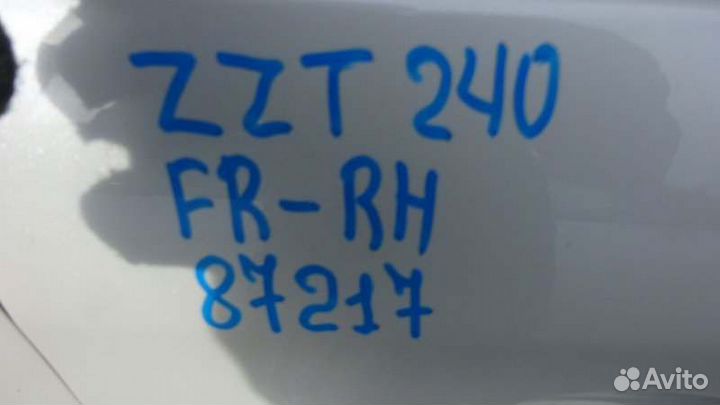 ZZT 240
FR-RH
87217
Avito